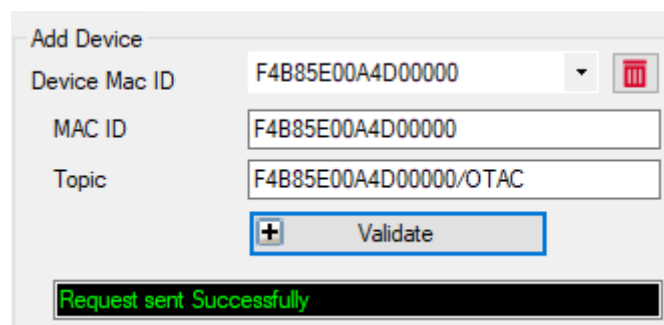 Add Device
Device Mac ID F4B85E00A4D00000
MAC ID F4B85E00A4D00000
Topic F4B85E00A4D00000/OTAC
Validate
Request sent Successfully